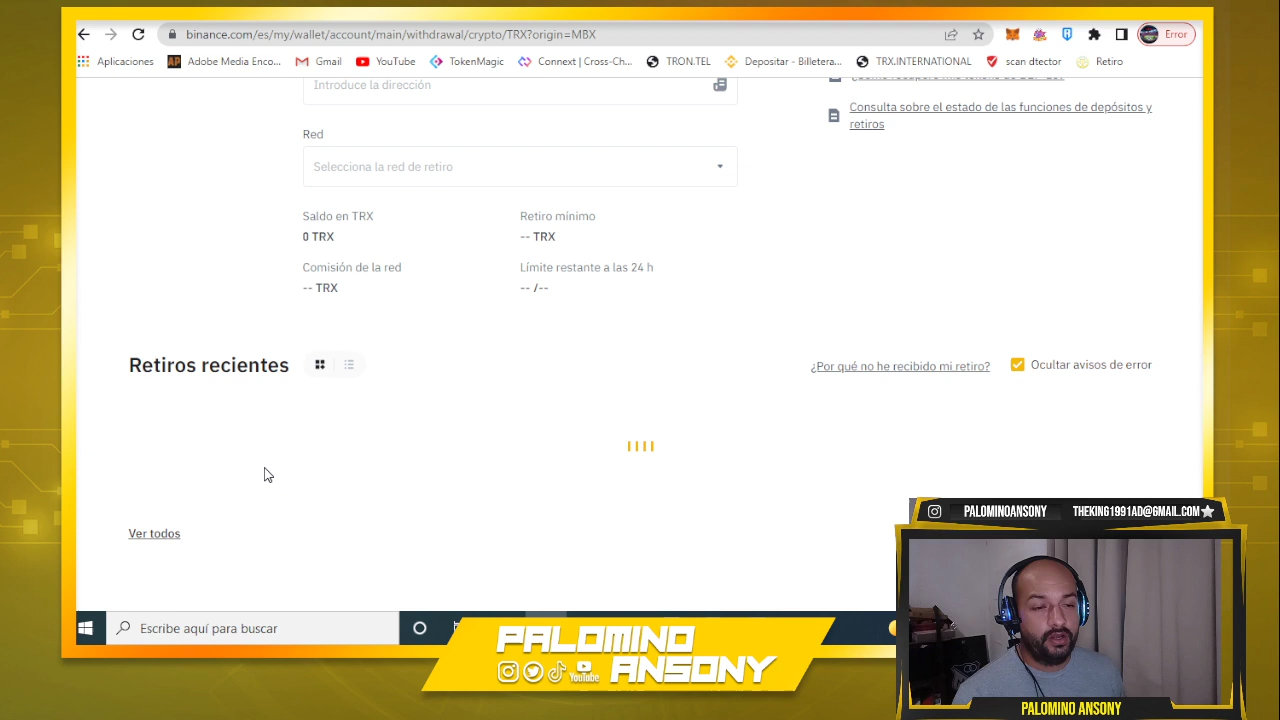 binance.com/es/my/wallet/account/main/withdrawal/crypto/TRX?origin=MBX
Error
Aplicaciones
Adobe Media Enco...
Gmail
YouTube
TokenMagic
Connext | Cross-Ch...
TRON.TEL
Depositar - Billetera...
TRX.INTERNATIONAL
scan dtector
Retiro
Introduce la dirección
Consulta sobre el estado de las funciones de depósitos y
retiros
Red
Selecciona la red de retiro
Saldo en TRX
Retiro mínimo
0 TRX
-- TRX
Comisión de la red
Límite restante a las 24 h
-- TRX
-- /--
Retiros recientes
¿Por qué no he recibido mi retiro?
Ocultar avisos de error
Ver todos
Escribe aquí para buscar
PALOMINOANSONY
THEKING1991AD@GMAIL.COM
PALOMINO
ANSONY
YouTube
PALOMINO ANSONY